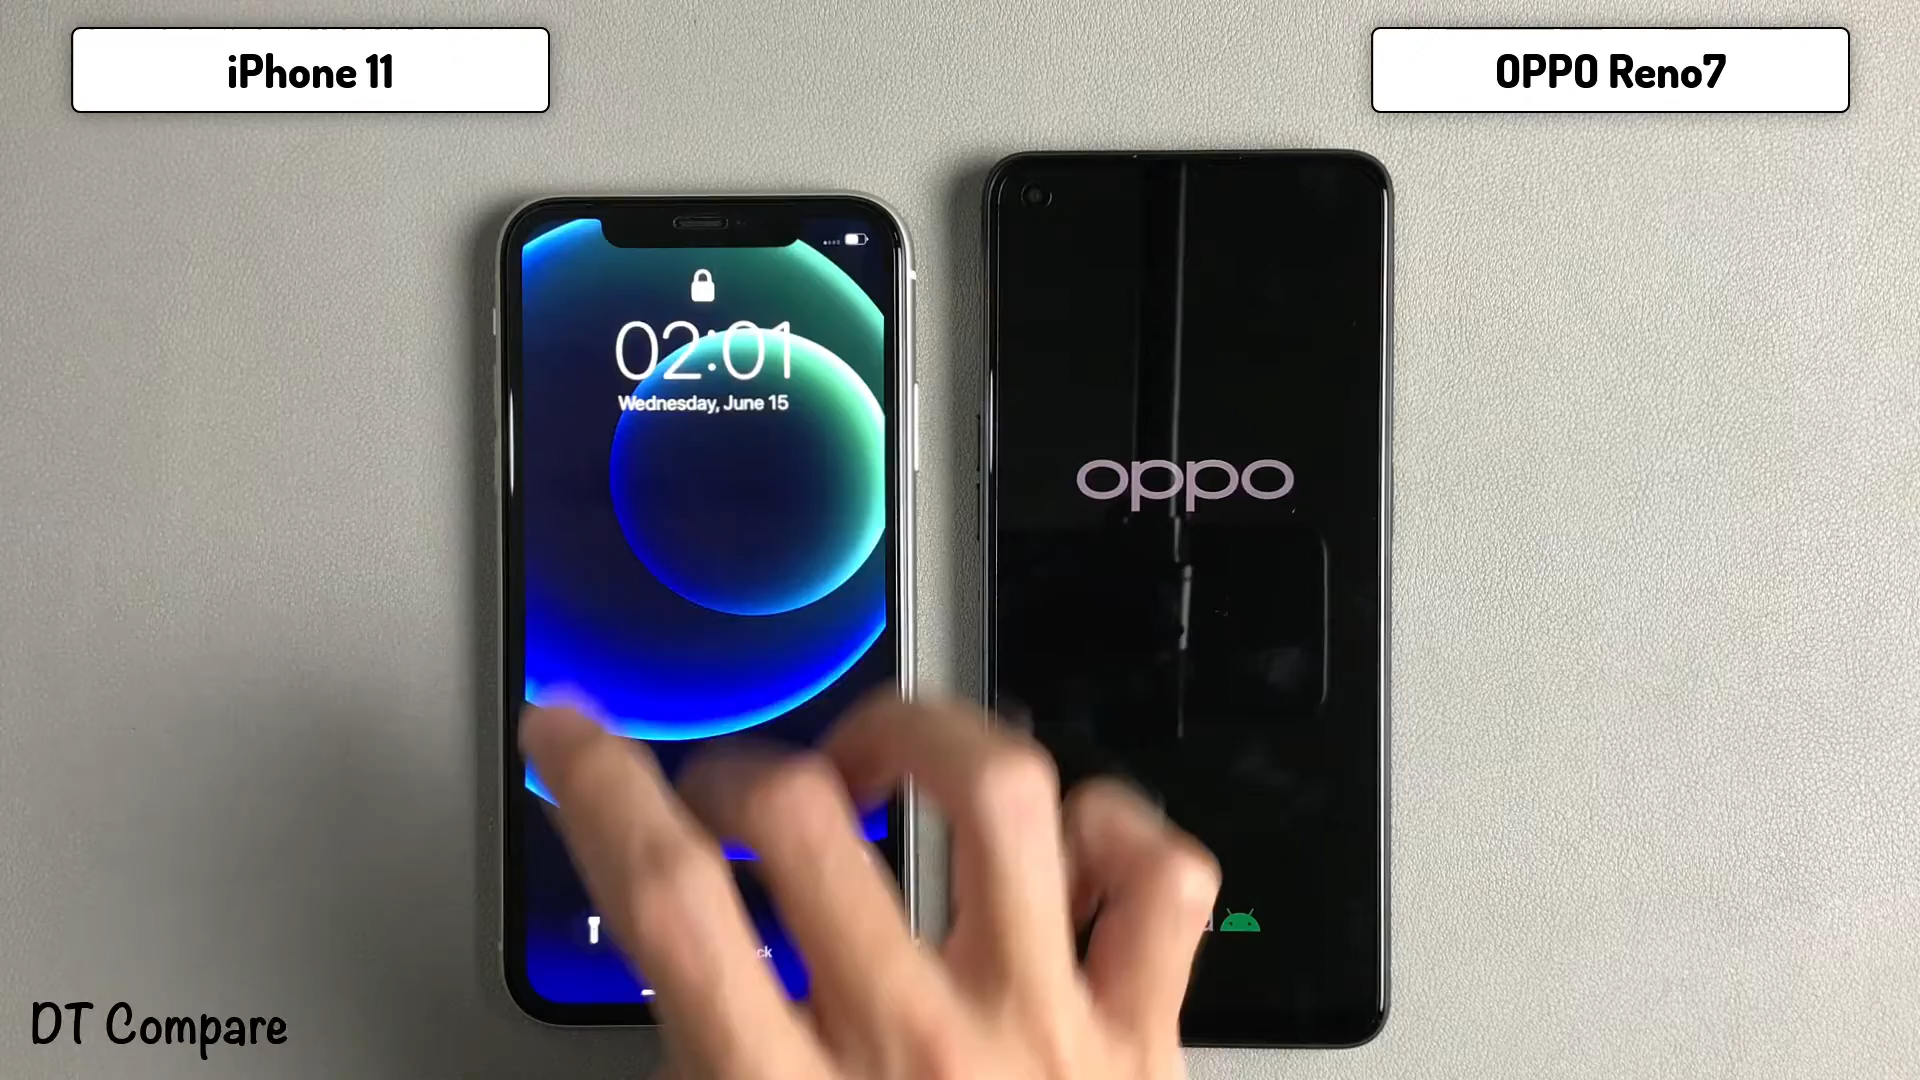 iPhone 11
OPPO Reno7
02:01
Wednesday, June 15
oppo
DT Compare